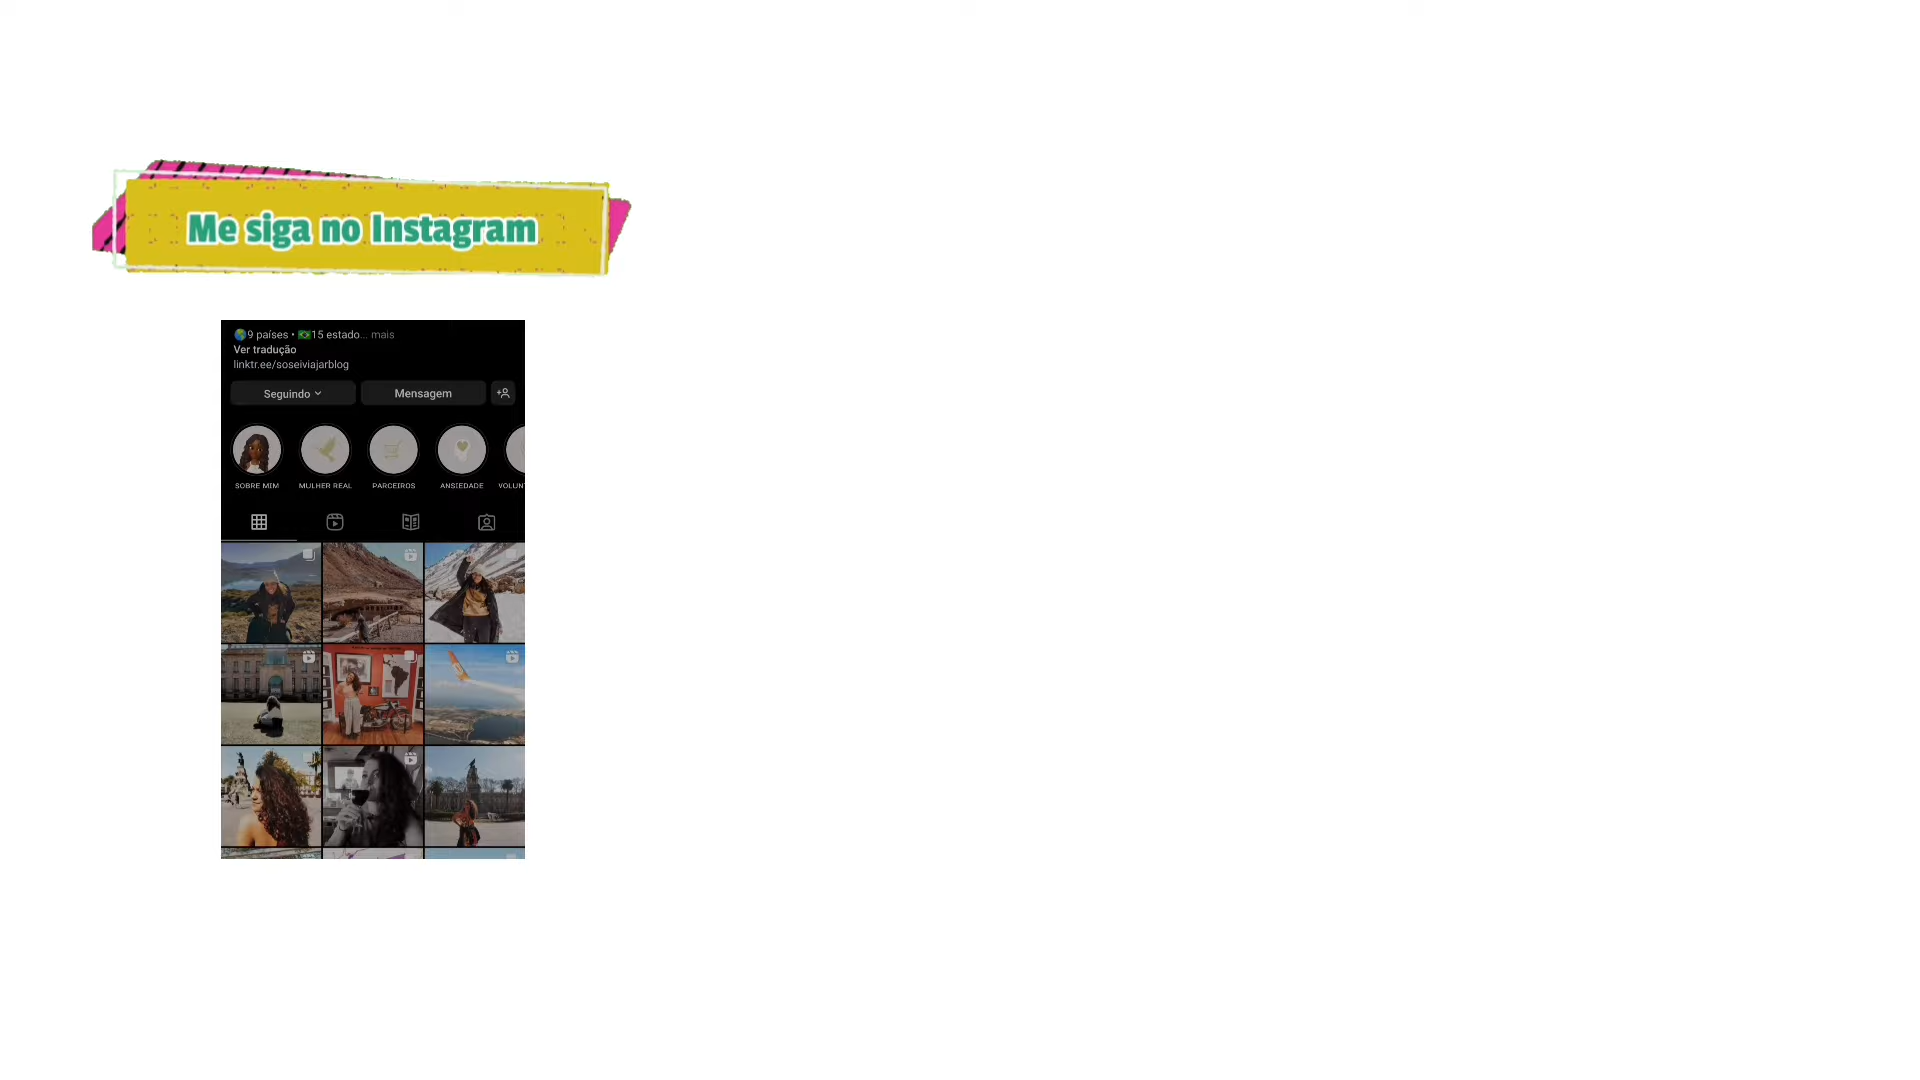 Me siga no Instagram
🌎9 países • 🇧🇷15 estado... mais
Ver tradução
linktr.ee/soseiviajarblog
Seguindo
Mensagem
SOBRE MIM
MULHER REAL
PARCEIROS
ANSIEDADE
VOLUN